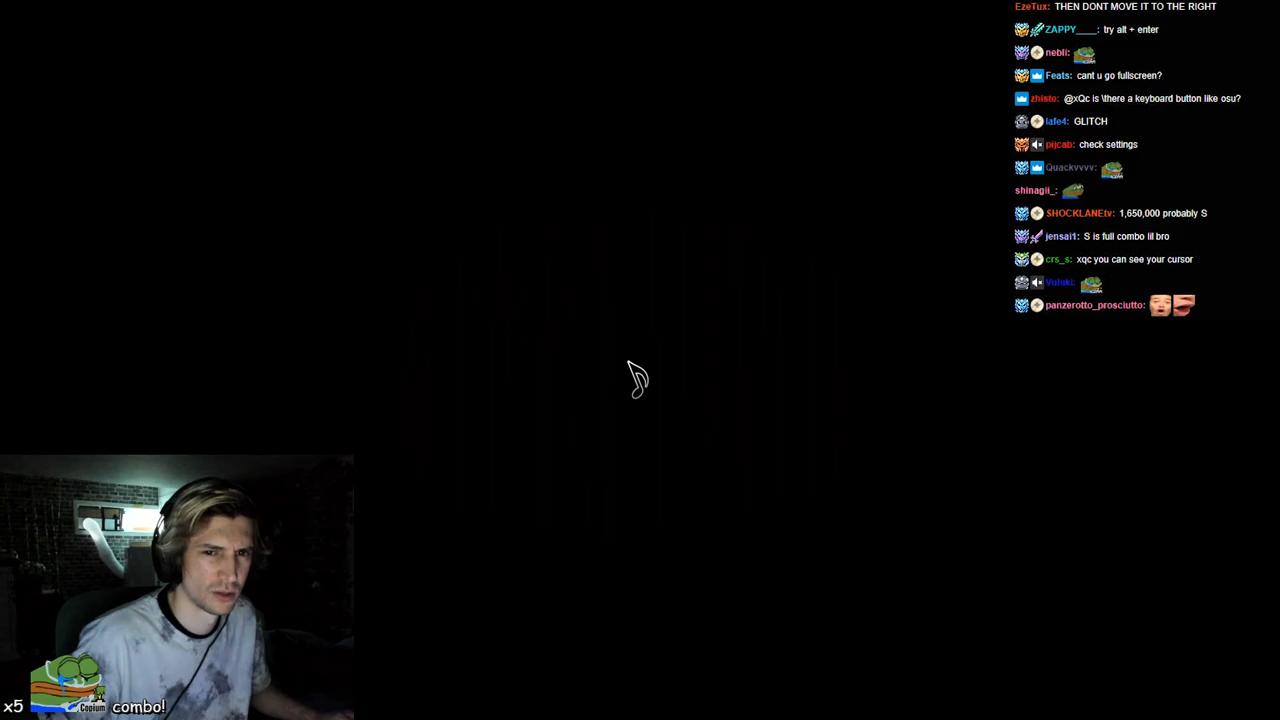 EzeTux: THEN DONT MOVE IT TO THE RIGHT
ZAPPY____: try alt + enter
nebli:
Feats: cant u go fullscreen?
zhisto: @xQc is \there a keyboard button like osu?
lafe4: GLITCH
pijcab: check settings
Quackvvvv:
shinagii_:
SHOCKLANEtv: 1,650,000 probably S
jensai1: S is full combo lil bro
crs_s: xqc you can see your cursor
Vuluki:
panzerotto_prosciutto:
x5 Copium combo!